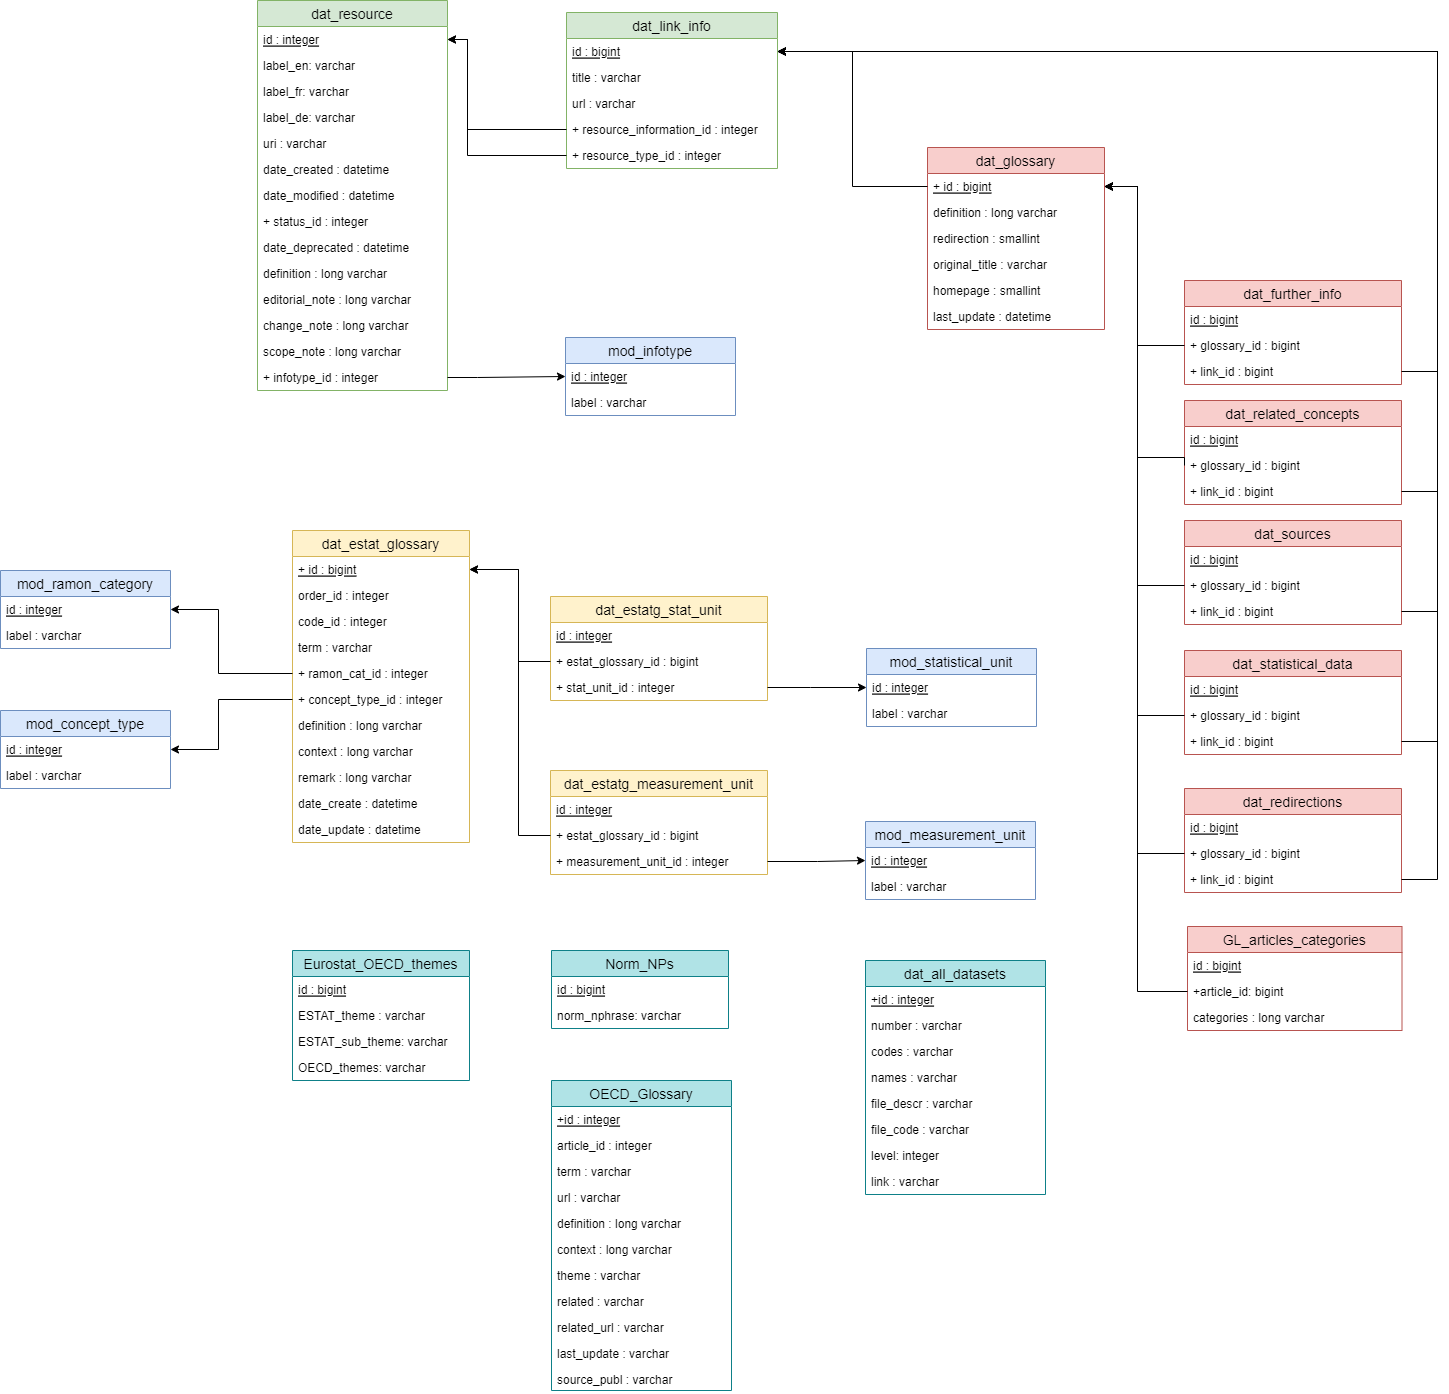 dat_resource
id : integer
label_en: varchar
label_fr: varchar
label_de: varchar
uri : varchar
date_created : datetime
date_modified : datetime
+ status_id : integer
date_deprecated : datetime
definition : long varchar
editorial_note : long varchar
change_note : long varchar
scope_note : long varchar
+ infotype_id : integer
dat_link_info
id : bigint
title : varchar
url : varchar
+ resource_information_id : integer
+ resource_type_id : integer
mod_infotype
id : integer
label : varchar
dat_glossary
+ id : bigint
definition : long varchar
redirection : smallint
original_title : varchar
homepage : smallint
last_update : datetime
dat_further_info
id : bigint
+ glossary_id : bigint
+ link_id : bigint
dat_related_concepts
id : bigint
+ glossary_id : bigint
+ link_id : bigint
dat_sources
id : bigint
+ glossary_id : bigint
+ link_id : bigint
dat_statistical_data
id : bigint
+ glossary_id : bigint
+ link_id : bigint
dat_redirections
id : bigint
+ glossary_id : bigint
+ link_id : bigint
GL_articles_categories
id : bigint
+article_id: bigint
categories : long varchar
mod_ramon_category
id : integer
label : varchar
mod_concept_type
id : integer
label : varchar
dat_estat_glossary
+ id : bigint
order_id : integer
code_id : integer
term : varchar
+ ramon_cat_id : integer
+ concept_type_id : integer
definition : long varchar
context : long varchar
remark : long varchar
date_create : datetime
date_update : datetime
dat_estatg_stat_unit
id : integer
+ estat_glossary_id : bigint
+ stat_unit_id : integer
dat_estatg_measurement_unit
id : integer
+ estat_glossary_id : bigint
+ measurement_unit_id : integer
mod_statistical_unit
id : integer
label : varchar
mod_measurement_unit
id : integer
label : varchar
Eurostat_OECD_themes
id : bigint
ESTAT_theme : varchar
ESTAT_sub_theme: varchar
OECD_themes: varchar
Norm_NPs
id : bigint
norm_nphrase: varchar
OECD_Glossary
+id : integer
article_id : integer
term : varchar
url : varchar
definition : long varchar
context : long varchar
theme : varchar
related : varchar
related_url : varchar
last_update : varchar
source_publ : varchar
dat_all_datasets
+id : integer
number : varchar
codes : varchar
names : varchar
file_descr : varchar
file_code : varchar
level: integer
link : varchar